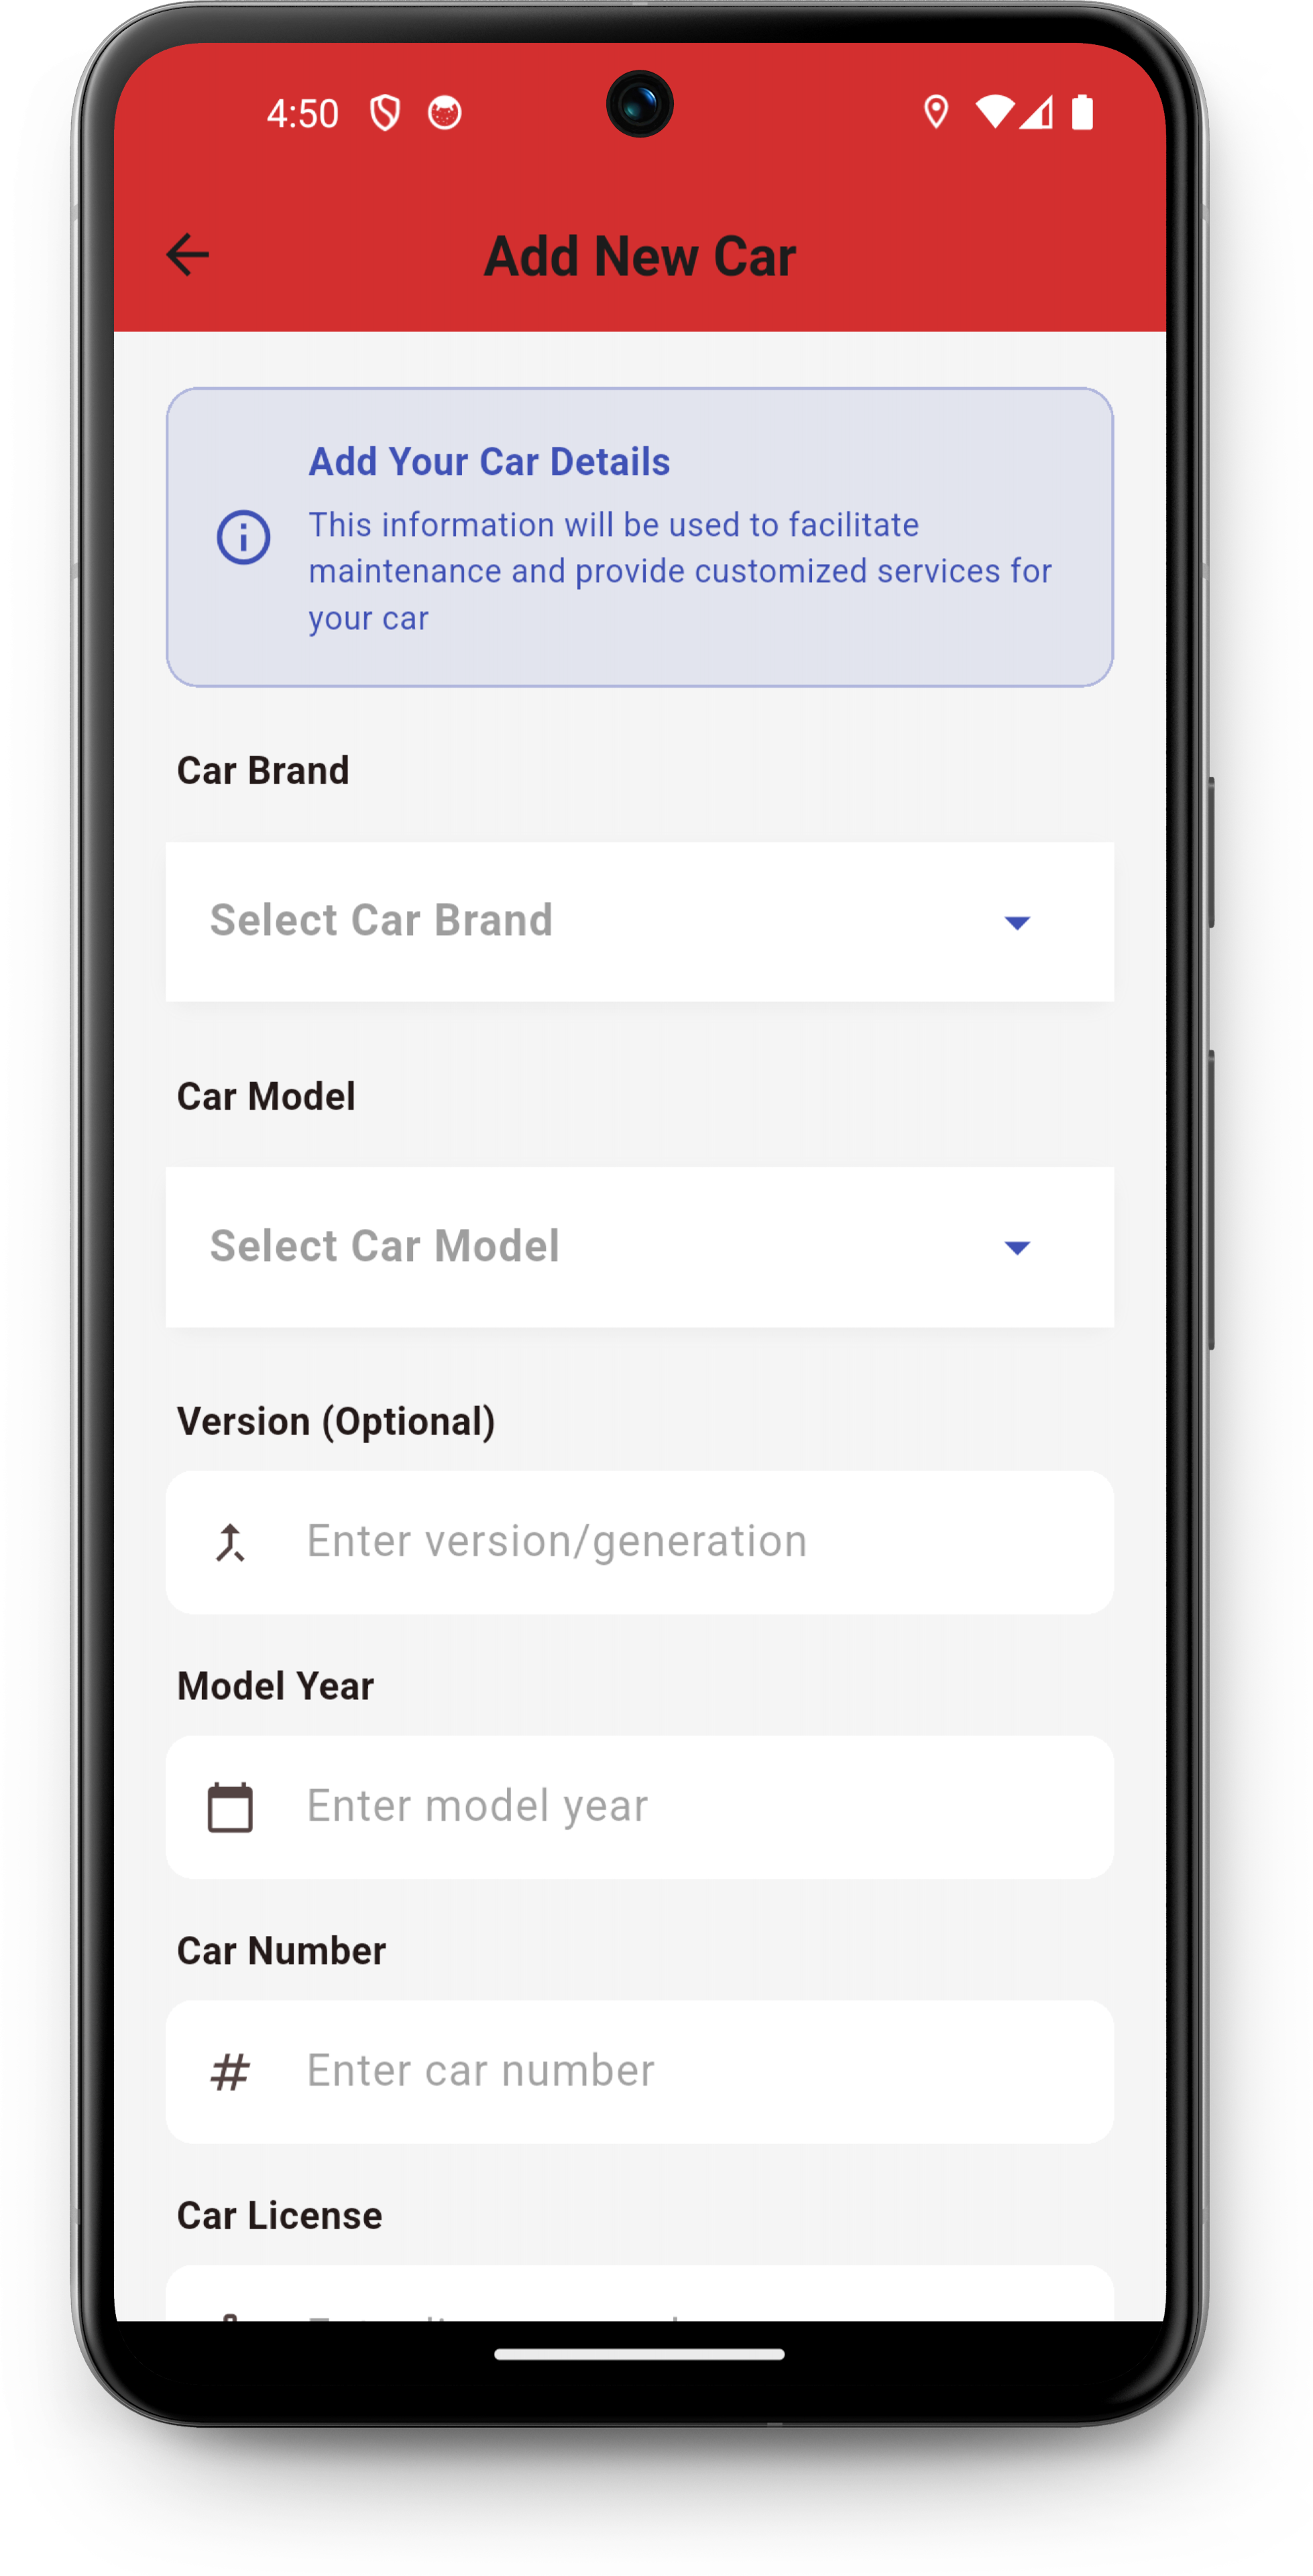 4:50
Add New Car
Add Your Car Details
This information will be used to facilitate
maintenance and provide customized services for
your car
Car Brand
Select Car Brand
Car Model
Select Car Model
Version (Optional)
Enter version/generation
Model Year
Enter model year
Car Number
# Enter car number
Car License